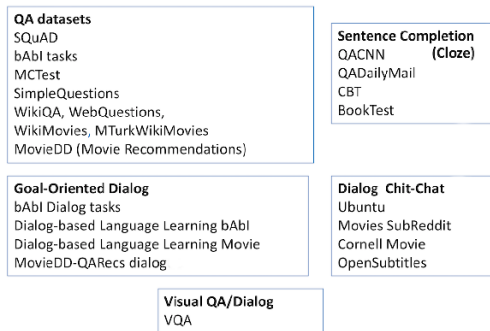 QA datasets
SQuAD
bAbI tasks
MCTest
SimpleQuestions
WikiQA, WebQuestions,
WikiMovies, MTurkWikiMovies
MovieDD (Movie Recommendations)
Sentence Completion
QACNN (Cloze)
QADailyMail
CBT
BookTest
Goal-Oriented Dialog
bAbI Dialog tasks
Dialog-based Language Learning bAbI
Dialog-based Language Learning Movie
MovieDD-QARecs dialog
Dialog Chit-Chat
Ubuntu
Movies SubReddit
Cornell Movie
OpenSubtitles
Visual QA/Dialog
VQA